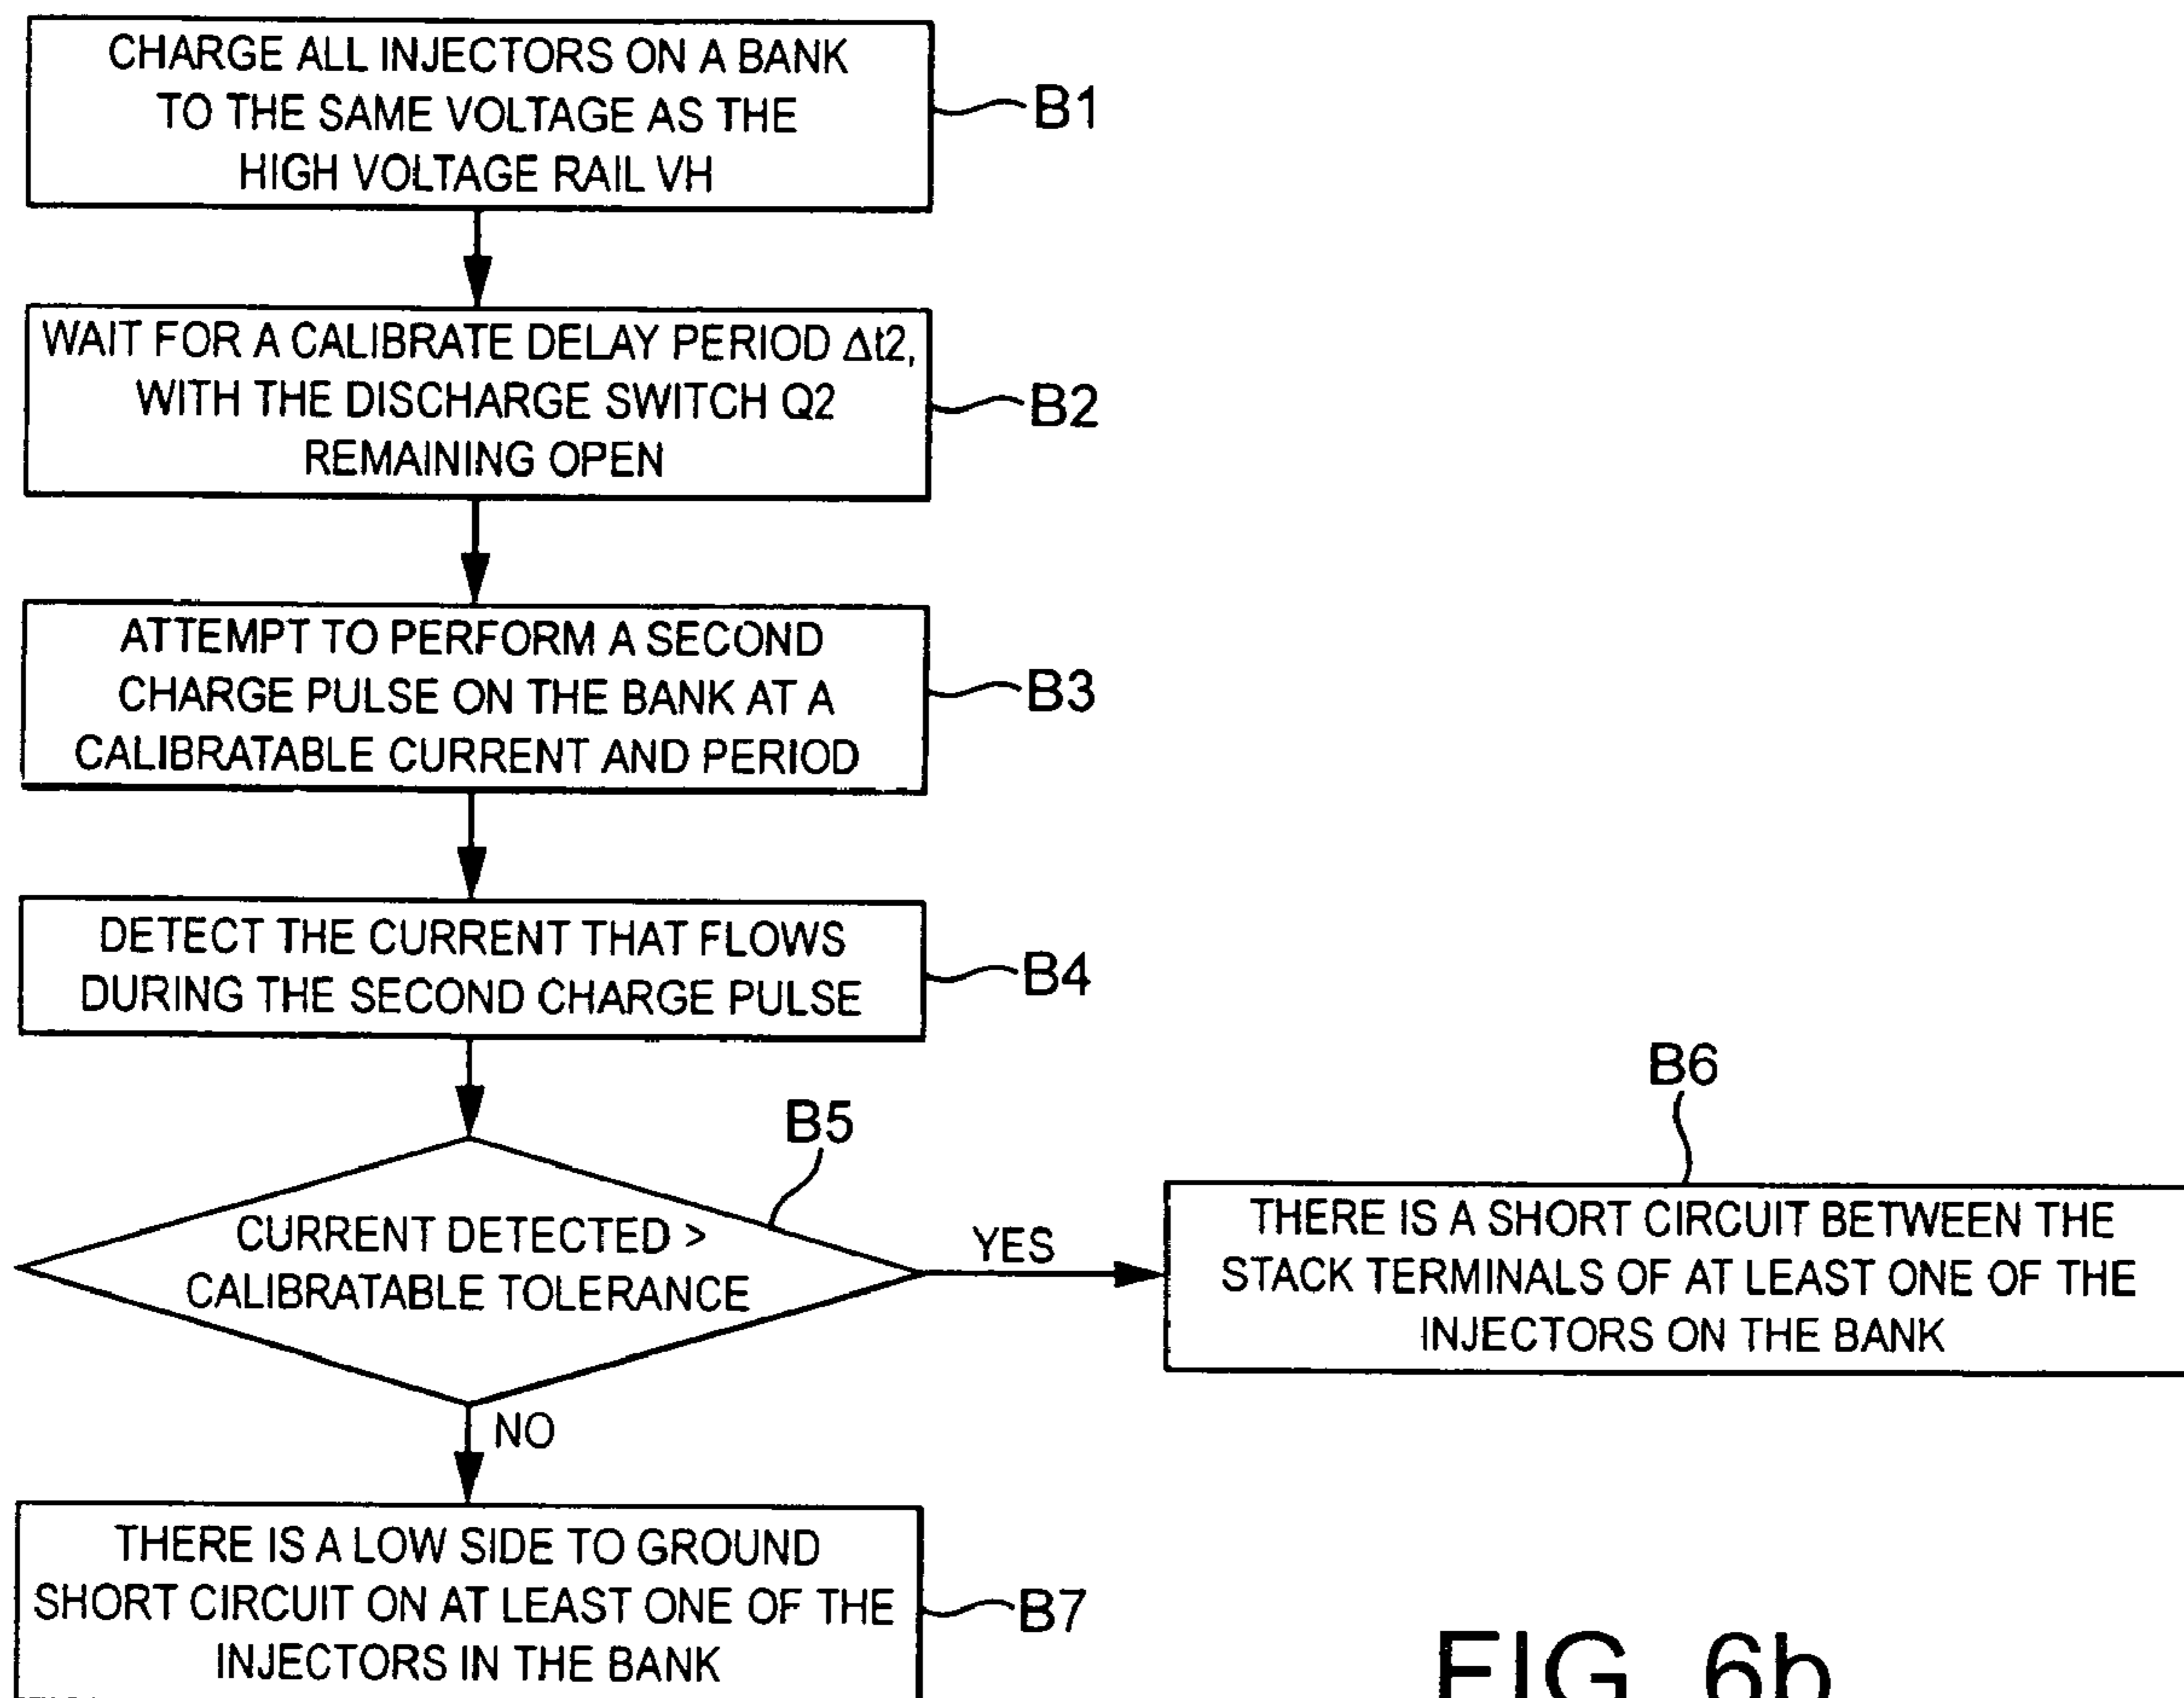 CHARGE ALL INJECTORS ON A BANK
TO THE SAME VOLTAGE AS THE
HIGH VOLTAGE RAIL VH
B1
WAIT FOR A CALIBRATE DELAY PERIOD Δt2,
WITH THE DISCHARGE SWITCH Q2
REMAINING OPEN
B2
ATTEMPT TO PERFORM A SECOND
CHARGE PULSE ON THE BANK AT A
CALIBRATABLE CURRENT AND PERIOD
B3
DETECT THE CURRENT THAT FLOWS
DURING THE SECOND CHARGE PULSE
B4
B5
CURRENT DETECTED >
CALIBRATABLE TOLERANCE
YES
B6
THERE IS A SHORT CIRCUIT BETWEEN THE
STACK TERMINALS OF AT LEAST ONE OF THE
INJECTORS ON THE BANK
NO
THERE IS A LOW SIDE TO GROUND
SHORT CIRCUIT ON AT LEAST ONE OF THE
INJECTORS IN THE BANK
B7
FIG. 6b